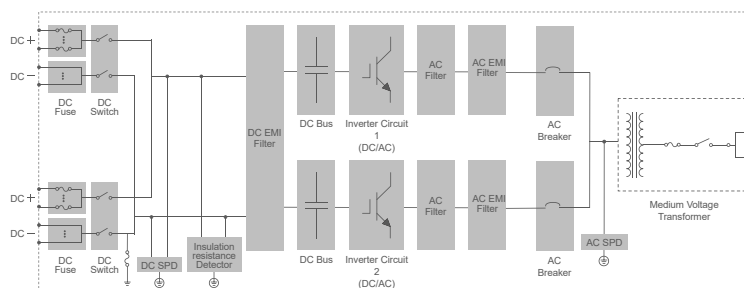 DC +
DC −
DC
Fuse
DC
Switch
DC EMI
Filter
DC Bus
Inverter Circuit
1
(DC/AC)
AC
Filter
AC EMI
Filter
AC
Breaker
DC +
DC −
DC
Fuse
DC
Switch
DC SPD
Insulation
resistance
Detector
DC Bus
Inverter Circuit
2
(DC/AC)
AC
Filter
AC EMI
Filter
AC
Breaker
AC SPD
Medium Voltage
Transformer